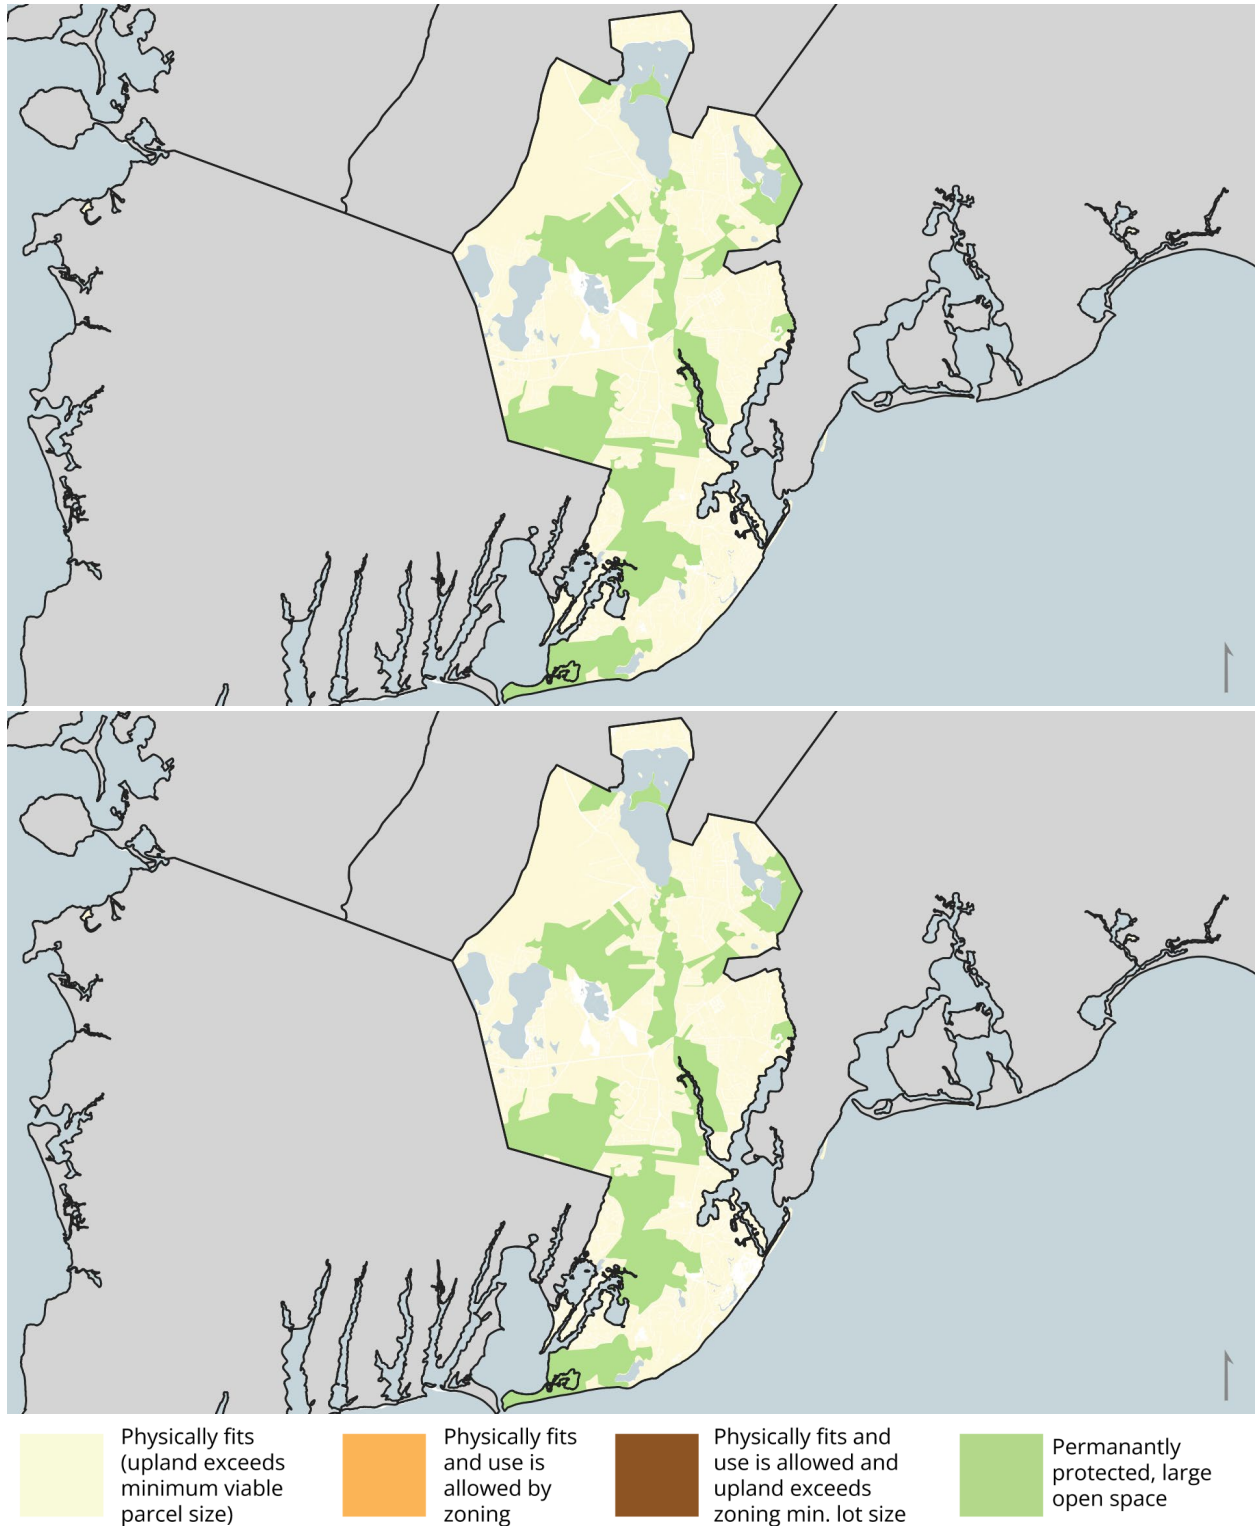 Physically fits
(upland exceeds
minimum viable
parcel size)
Physically fits
and use is
allowed by
zoning
Physically fits and
use is allowed and
upland exceeds
zoning min. lot size
Permanantly
protected, large
open space